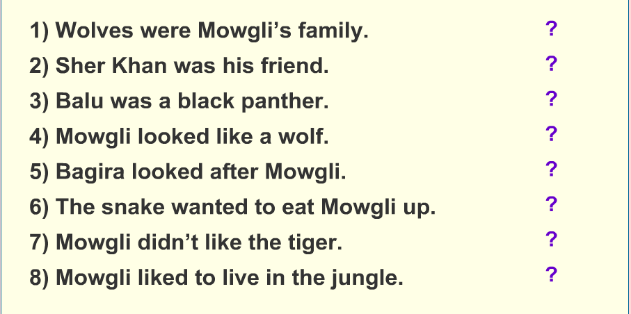 1) Wolves were Mowgli’s family. ?
2) Sher Khan was his friend. ?
3) Balu was a black panther. ?
4) Mowgli looked like a wolf. ?
5) Bagira looked after Mowgli. ?
6) The snake wanted to eat Mowgli up. ?
7) Mowgli didn’t like the tiger. ?
8) Mowgli liked to live in the jungle. ?